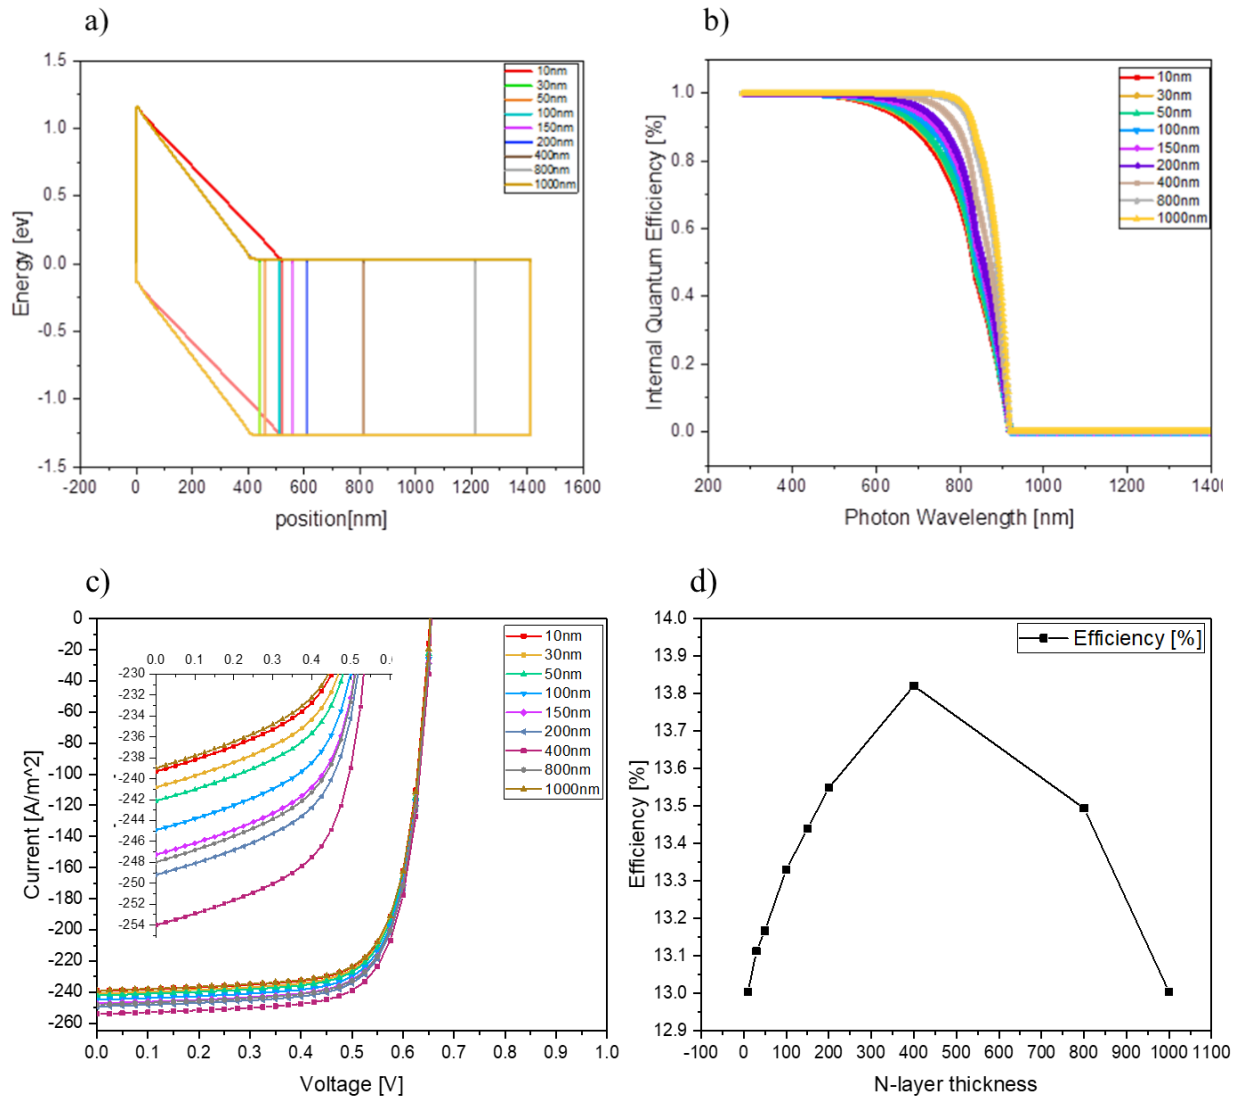 a)
1.5
1.0
0.5
0.0
-0.5
-1.0
-1.5
Energy [ev]
-200 0 200 400 600 800 1000 1200 1400 1600
position[nm]
10nm
30nm
50nm
100nm
150nm
200nm
400nm
800nm
1000nm
b)
1.0
0.8
0.6
0.4
0.2
0.0
Internal Quantum Efficiency [%]
200 400 600 800 1000 1200
Photon Wavelength [nm]
10nm
30nm
50nm
100nm
150nm
200nm
400nm
800nm
1000nm
c)
0
-20
-40
-60
-80
-100
-120
-140
-160
-180
-200
-220
-240
-260
Current [A/m^2]
0.0 0.1 0.2 0.3 0.4 0.5 0.6 0.7 0.8 0.9 1.0
Voltage [V]
0.0 0.1 0.2 0.3 0.4 0.5
-230
-232
-234
-236
-238
-240
-242
-244
-246
-248
-250
-252
-254
10nm
30nm
50nm
100nm
150nm
200nm
400nm
800nm
1000nm
d)
14.0
13.9
13.8
13.7
13.6
13.5
13.4
13.3
13.2
13.1
13.0
12.9
Efficiency [%]
-100 0 100 200 300 400 500 600 700 800 900 1000 1100
N-layer thickness
Efficiency [%]